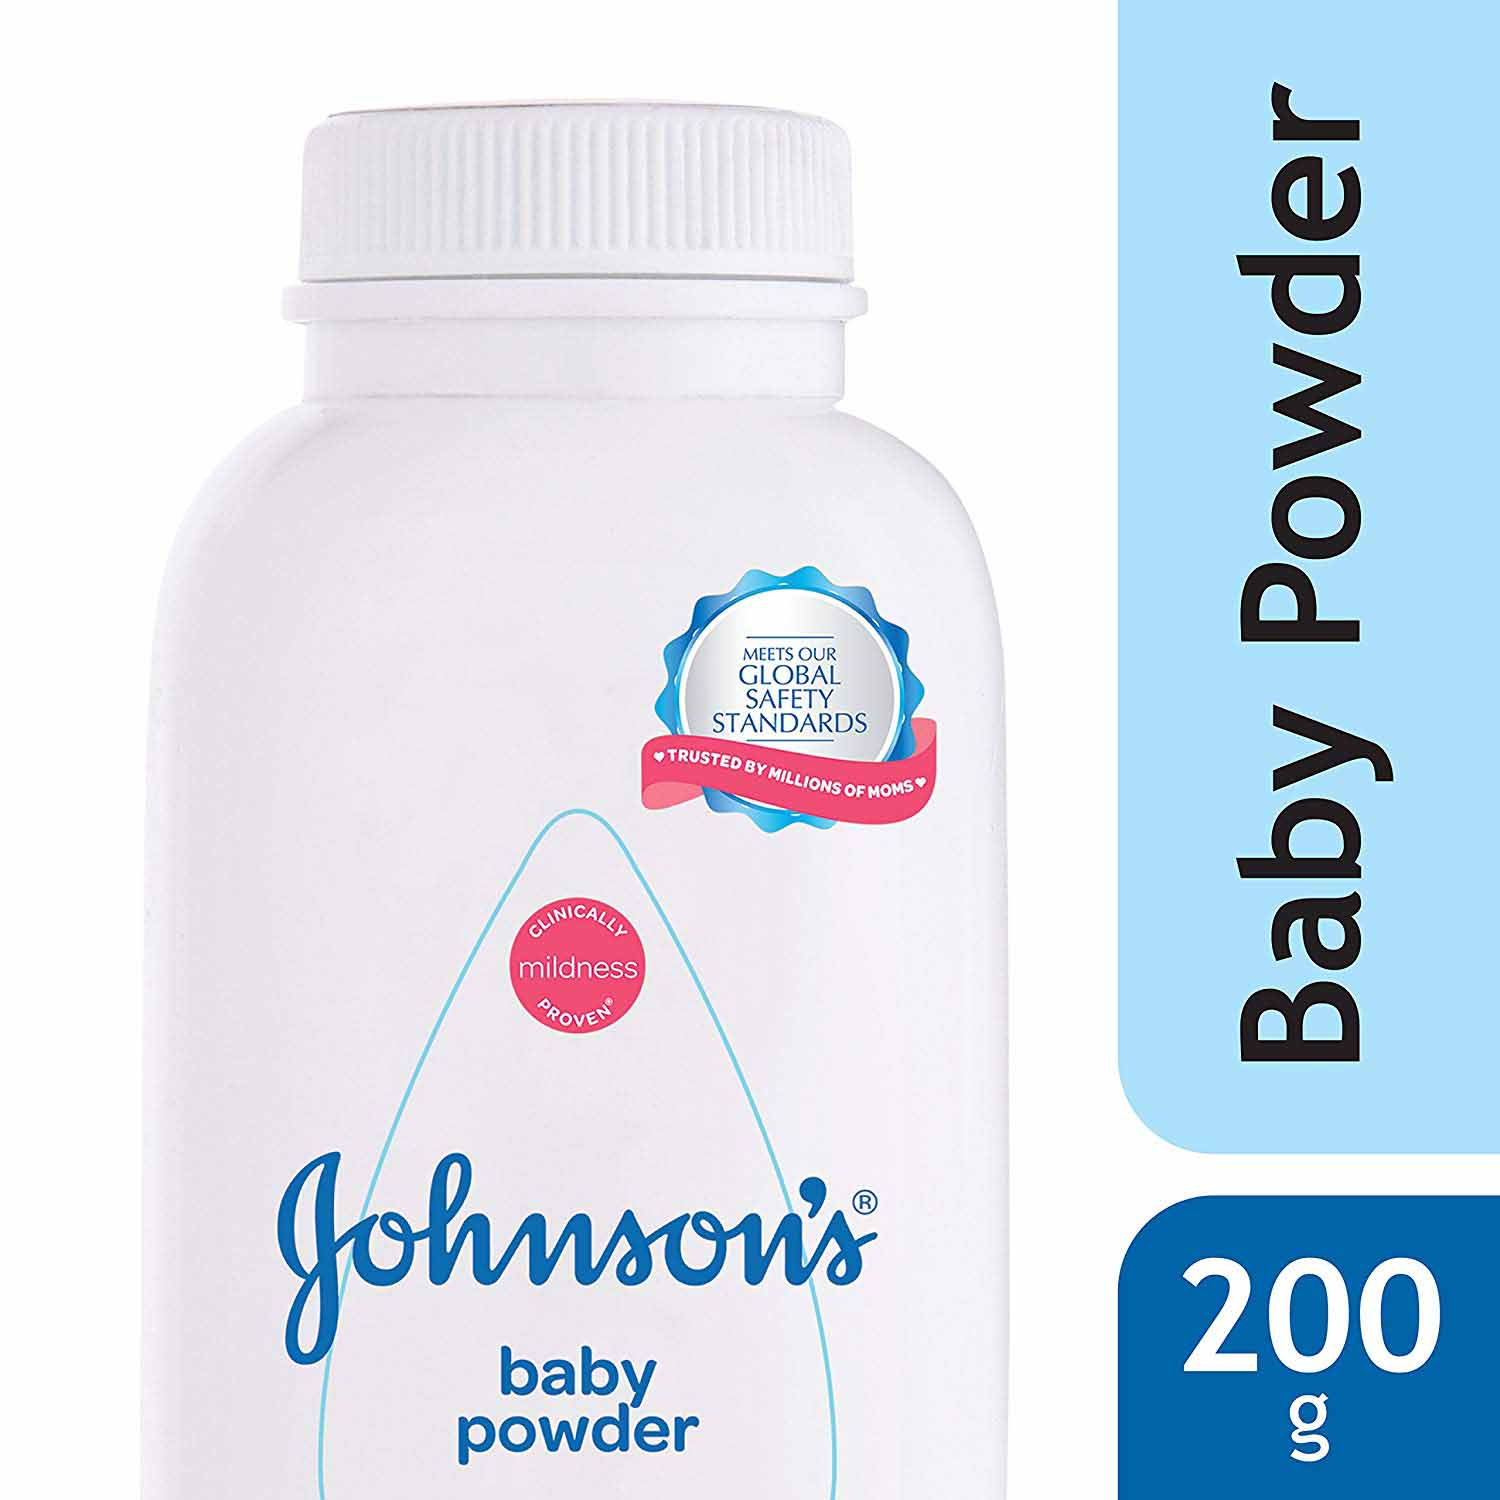 MEETS OUR
GLOBAL
SAFETY
STANDARDS
♥ TRUSTED BY MILLIONS OF MOMS ♥
CLINICALLY
mildness
PROVEN®
Johnson's®
baby
powder
Baby Powder
200
g